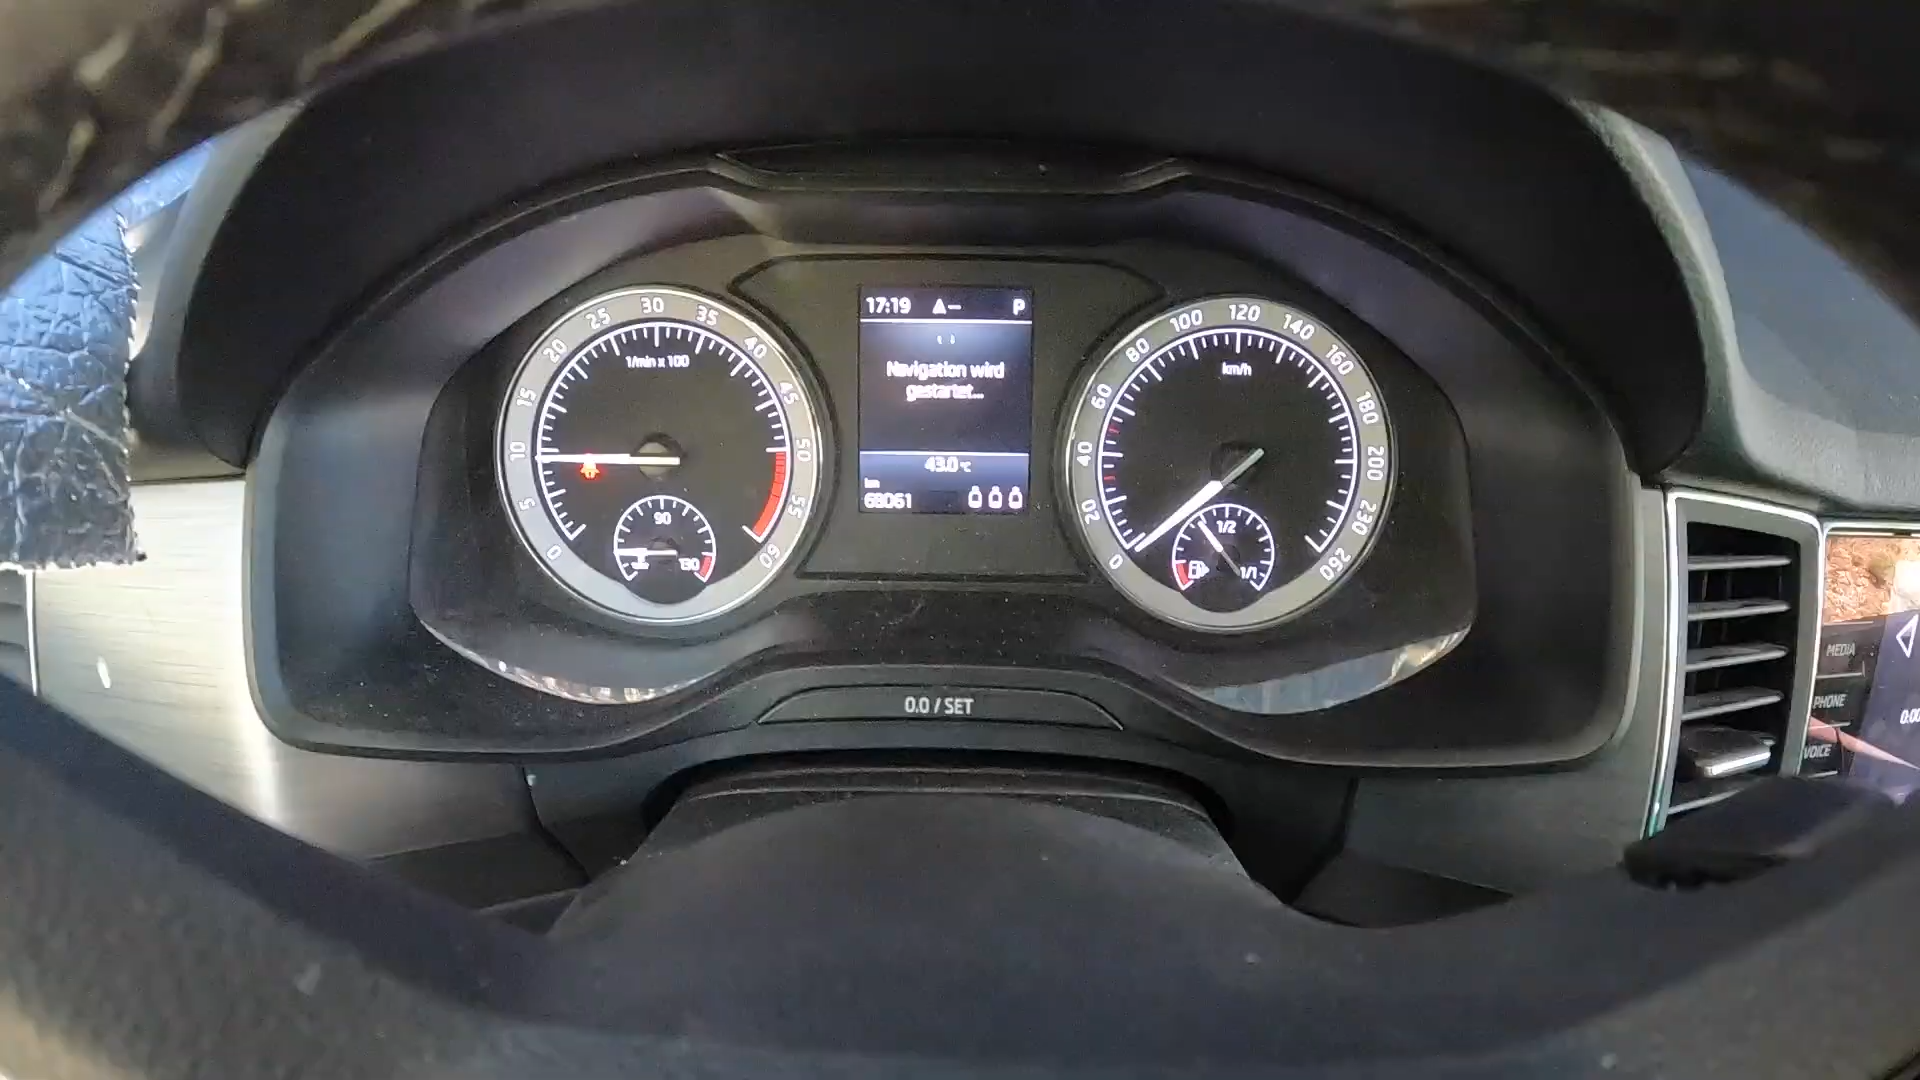 0
5
10
15
20
25
30
35
40
45
50
55
60
1/min x 100
90
130
17:19 P
Navigation wird
gestartet...
43.0 °C
km
68061
0
20
40
60
80
100
120
140
160
180
200
230
260
km/h
1/2
1/1
0.0 / SET
MEDIA
PHONE
VOICE